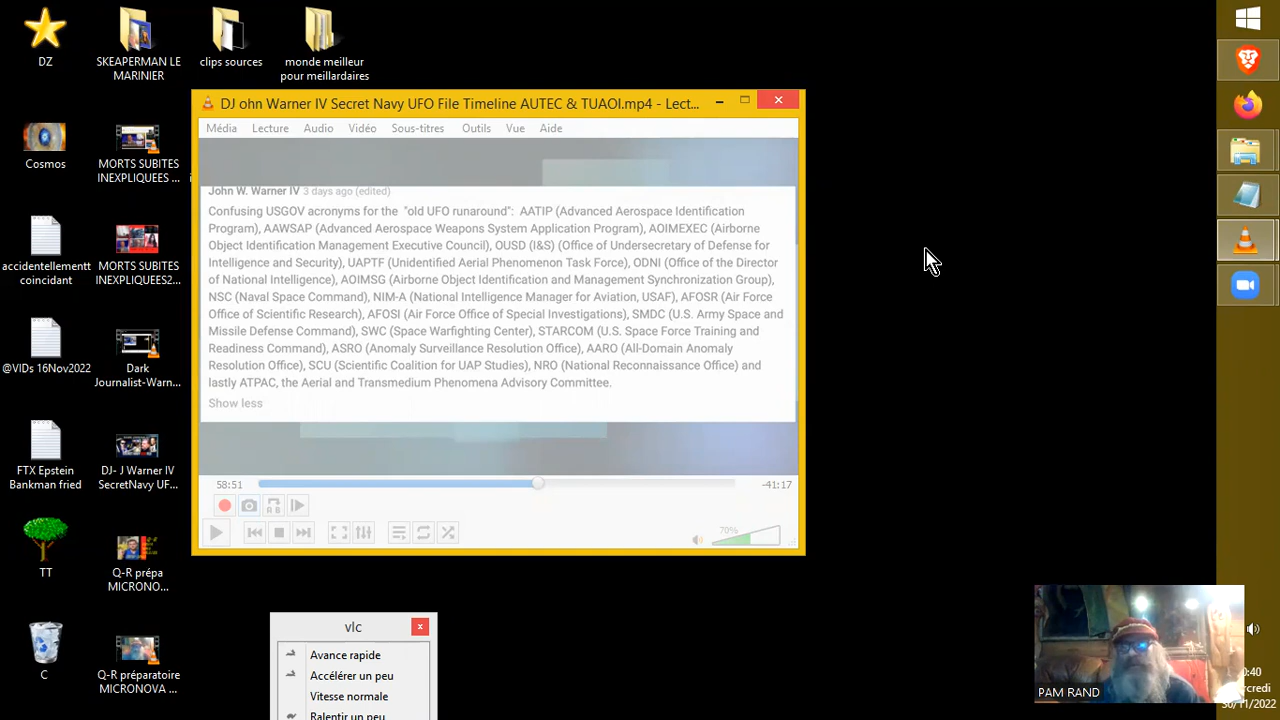 DZ
SKEAPERMAN LE
MARINIER
clips sources
monde meilleur
pour meillardaires
Cosmos
MORTS SUBITES
INEXPLIQUEES ...
accidentellementt
coincidant
MORTS SUBITES
INEXPLIQUEES2...
@VIDs 16Nov2022
Dark
Journalist-Warn...
FTX Epstein
Bankman fried
DJ- J Warner IV
SecretNavy UF...
TT
Q-R prépa
MICRONO...
C
Q-R préparatoire
MICRONOVA ...
DJ ohn Warner IV Secret Navy UFO File Timeline AUTEC & TUAOI.mp4 - Lect...
Média Lecture Audio Vidéo Sous-titres Outils Vue Aide
John W. Warner IV 3 days ago (edited)
Confusing USGOV acronyms for the "old UFO runaround": AATIP (Advanced Aerospace Identification
Program), AAWSAP (Advanced Aerospace Weapons System Application Program), AOIMEXEC (Airborne
Object Identification Management Executive Council), OUSD (I&S) (Office of Undersecretary of Defense for
Intelligence and Security), UAPTF (Unidentified Aerial Phenomenon Task Force), ODNI (Office of the Director
of National Intelligence), AOIMSG (Airborne Object Identification and Management Synchronization Group),
NSC (Naval Space Command), NIM-A (National Intelligence Manager for Aviation, USAF), AFOSR (Air Force
Office of Scientific Research), AFOSI (Air Force Office of Special Investigations), SMDC (U.S. Army Space and
Missile Defense Command), SWC (Space Warfighting Center), STARCOM (U.S. Space Force Training and
Readiness Command), ASRO (Anomaly Surveillance Resolution Office), AARO (All-Domain Anomaly
Resolution Office), SCU (Scientific Coalition for UAP Studies), NRO (National Reconnaissance Office) and
lastly ATPAC, the Aerial and Transmedium Phenomena Advisory Committee.
Show less
58:51 -41:17
70%
vlc
Avance rapide
Accélérer un peu
Vitesse normale
Ralentir un peu
PAM RAND
0:40
30/11/2022